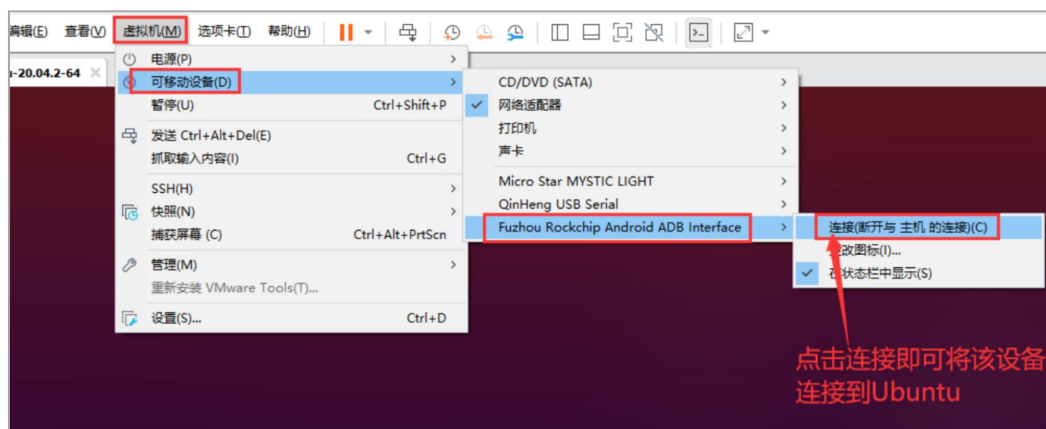 编辑(E) 查看(V) 虚拟机(M) 选项卡(T) 帮助(H)
u-20.04.2-64
电源(P)
可移动设备(D)
暂停(U) Ctrl+Shift+P
发送 Ctrl+Alt+Del(E)
抓取输入内容(I) Ctrl+G
SSH(H)
快照(N)
捕获屏幕 (C) Ctrl+Alt+PrtScn
管理(M)
重新安装 VMware Tools(T)...
设置(S)... Ctrl+D
CD/DVD (SATA)
网络适配器
打印机
声卡
Micro Star MYSTIC LIGHT
QinHeng USB Serial
Fuzhou Rockchip Android ADB Interface
连接(断开与 主机 的连接)(C)
更改图标(I)...
在状态栏中显示(S)
点击连接即可将该设备
连接到Ubuntu